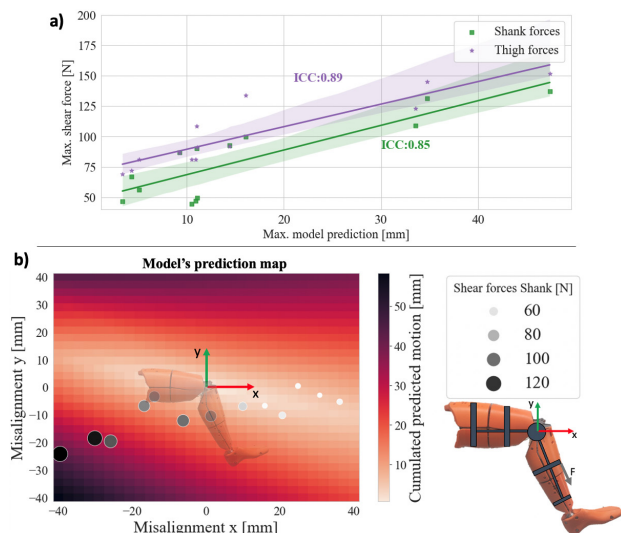 a)
200
175
150
125
100
75
50
Max. shear force [N]
Shank forces
Thigh forces
ICC:0.89
ICC:0.85
10
20
30
40
Max. model prediction [mm]
b)
Model's prediction map
40
30
20
10
0
−10
−20
−30
−40
Misalignment y [mm]
y
x
−40
−20
0
20
40
Misalignment x [mm]
50
40
30
20
10
Cumulated predicted motion [mm]
Shear forces Shank [N]
60
80
100
120
y
x
F